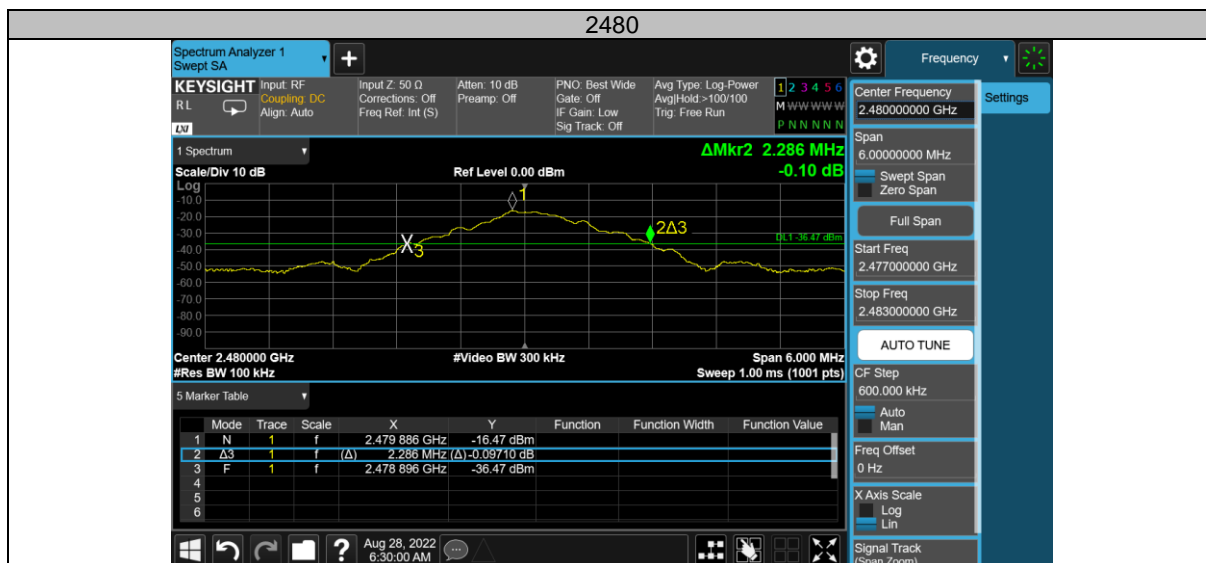 2480
Spectrum Analyzer 1
Swept SA
+
Frequency
KEYSIGHT
RL
LXI
Input: RF
Coupling: DC
Align: Auto
Input Z: 50 Ω
Corrections: Off
Freq Ref: Int (S)
Atten: 10 dB
Preamp: Off
PNO: Best Wide
Gate: Off
IF Gain: Low
Sig Track: Off
Avg Type: Log-Power
Avg|Hold:>100/100
Trig: Free Run
1 2 3 4 5 6
M W W W W W
P N N N N N
Center Frequency
2.480000000 GHz
Settings
Span
6.00000000 MHz
Swept Span
Zero Span
Full Span
Start Freq
2.477000000 GHz
Stop Freq
2.483000000 GHz
AUTO TUNE
CF Step
600.000 kHz
Auto
Man
Freq Offset
0 Hz
X Axis Scale
Log
Lin
Signal Track
(Span Zoom)
1 Spectrum
ΔMkr2 2.286 MHz
-0.10 dB
Scale/Div 10 dB
Ref Level 0.00 dBm
Log
-10.0
-20.0
-30.0
-40.0
-50.0
-60.0
-70.0
-80.0
-90.0
1
2Δ3
X3
DL1 -36.47 dBm
Center 2.480000 GHz
#Video BW 300 kHz
Span 6.000 MHz
#Res BW 100 kHz
Sweep 1.00 ms (1001 pts)
5 Marker Table
Mode Trace Scale X Y Function Function Width Function Value
1 N 1 f 2.479 886 GHz -16.47 dBm
2 Δ3 1 f (Δ) 2.286 MHz (Δ) -0.09710 dB
3 F 1 f 2.478 896 GHz -36.47 dBm
4
5
6
?
Aug 28, 2022
6:30:00 AM